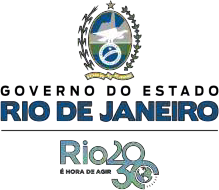 GOVERNO DO ESTADO
RIO DE JANEIRO
Rio2030
É HORA DE AGIR